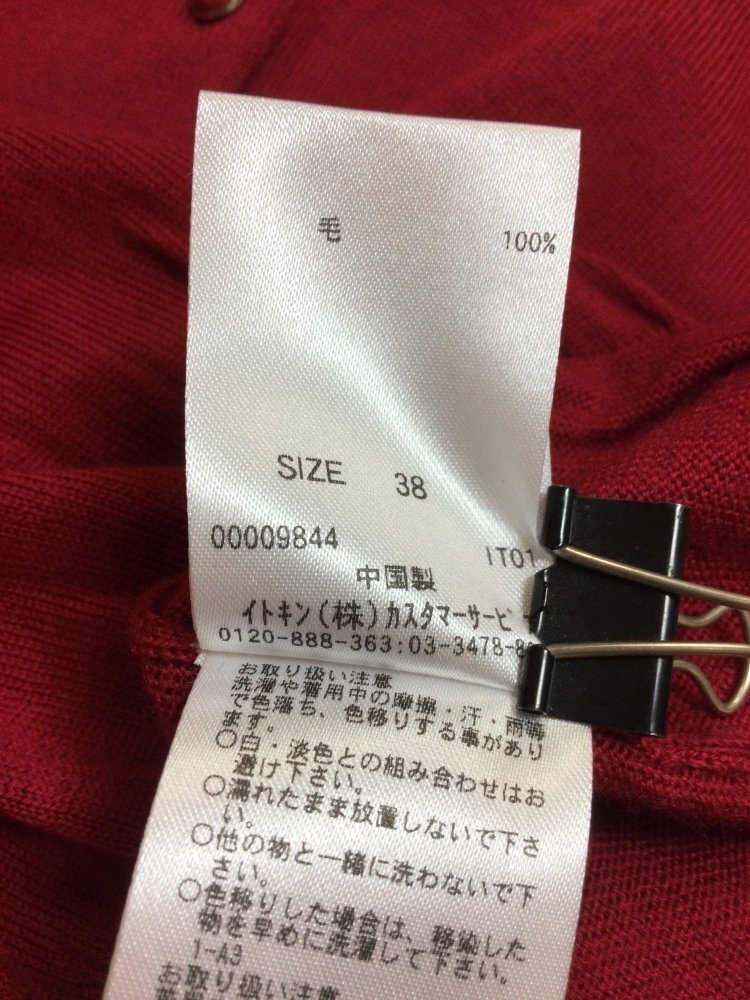 毛 100%
SIZE 38
00009844 IT01
中国製
イトキン(株)カスタマーサービ
0120-888-363:03-3478-8
お取り扱い注意
洗濯や着用中の摩擦・汗・雨等
で色落ち、色移りする事があり
ます。
○白・淡色との組み合わせはお
避け下さい。
○濡れたまま放置しないで下さ
い。
○他の物と一緒に洗わないで下
さい。
○色移りした場合は、移染した
物を早めに洗濯して下さい。
1-A3
お取り扱い注意